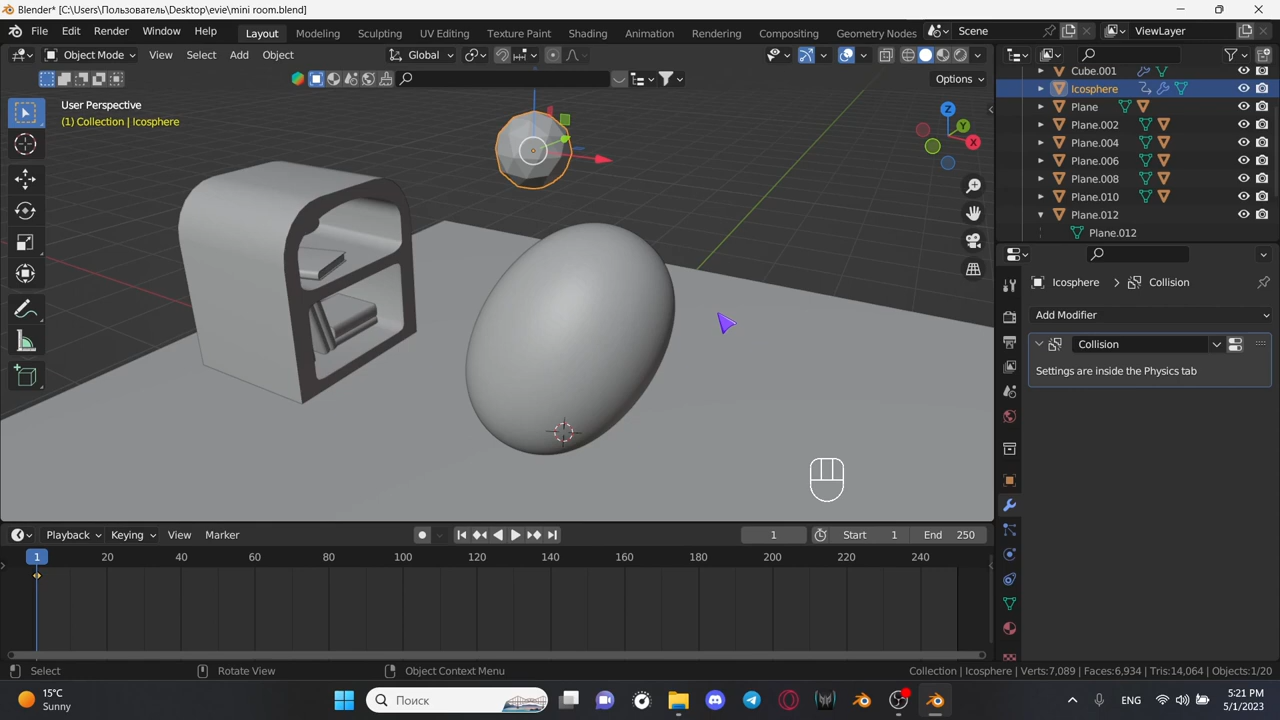 Blender* [C:\Users\Пользователь\Desktop\evie\mini room.blend]
File Edit Render Window Help
Layout Modeling Sculpting UV Editing Texture Paint Shading Animation Rendering Compositing Geometry Nodes
Scene
ViewLayer
Object Mode View Select Add Object
Global
Options
User Perspective
(1) Collection | Icosphere
Z
Y
X
Cube.001
Icosphere
Plane
Plane.002
Plane.004
Plane.006
Plane.008
Plane.010
Plane.012
Plane.012
Icosphere > Collision
Add Modifier
Collision
Settings are inside the Physics tab
Playback Keying View Marker
1
Start 1 End 250
1 20 40 60 80 100 120 140 160 180 200 220 240
Select Rotate View Object Context Menu
Collection | Icosphere | Verts:7,089 | Faces:6,934 | Tris:14,064 | Objects:1/20
15°C
Sunny
Поиск
ENG
5:21 PM
5/1/2023